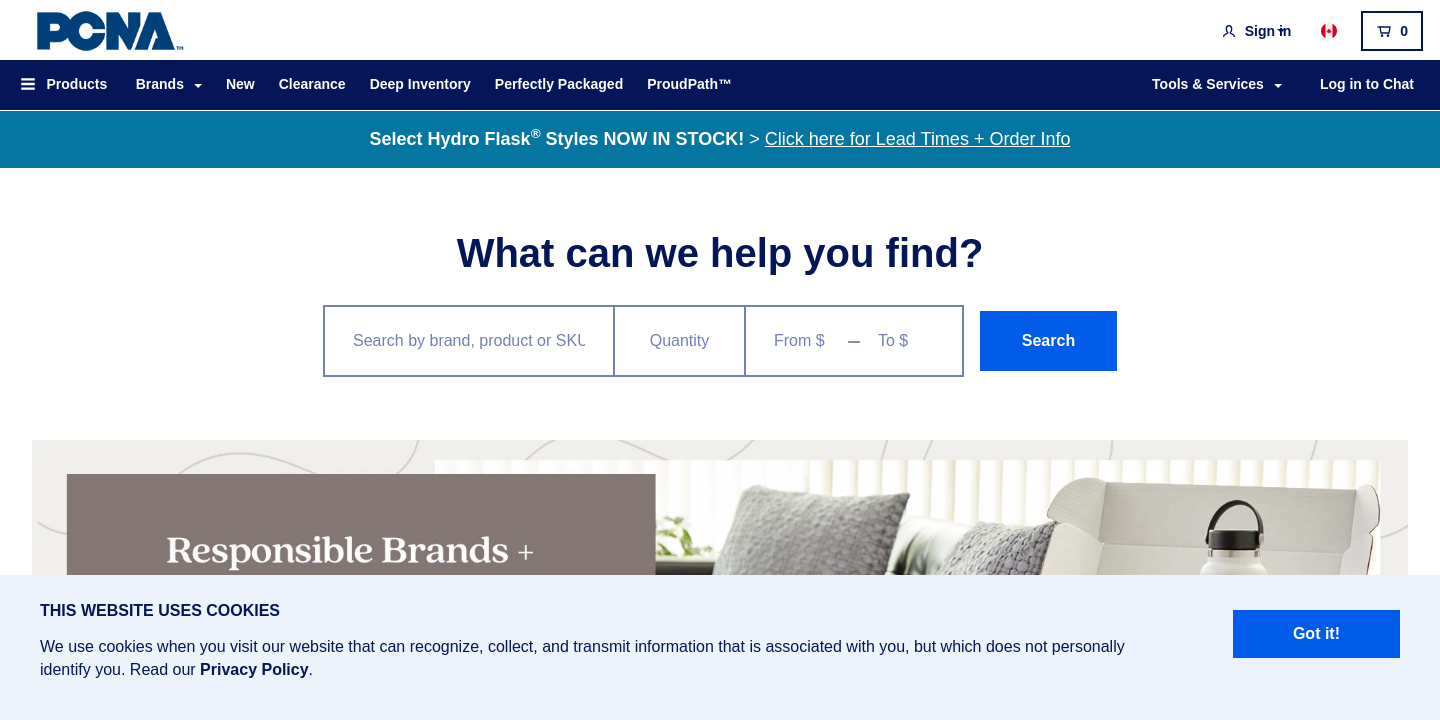 PCNA™
Sign in
0
Products Brands New Clearance Deep Inventory Perfectly Packaged ProudPath™ Tools & Services Log in to Chat
Select Hydro Flask® Styles NOW IN STOCK! > Click here for Lead Times + Order Info
What can we help you find?
Search by brand, product or SKU Quantity From $ – To $ Search
Responsible Brands +
THIS WEBSITE USES COOKIES
We use cookies when you visit our website that can recognize, collect, and transmit information that is associated with you, but which does not personally
identify you. Read our Privacy Policy.
Got it!